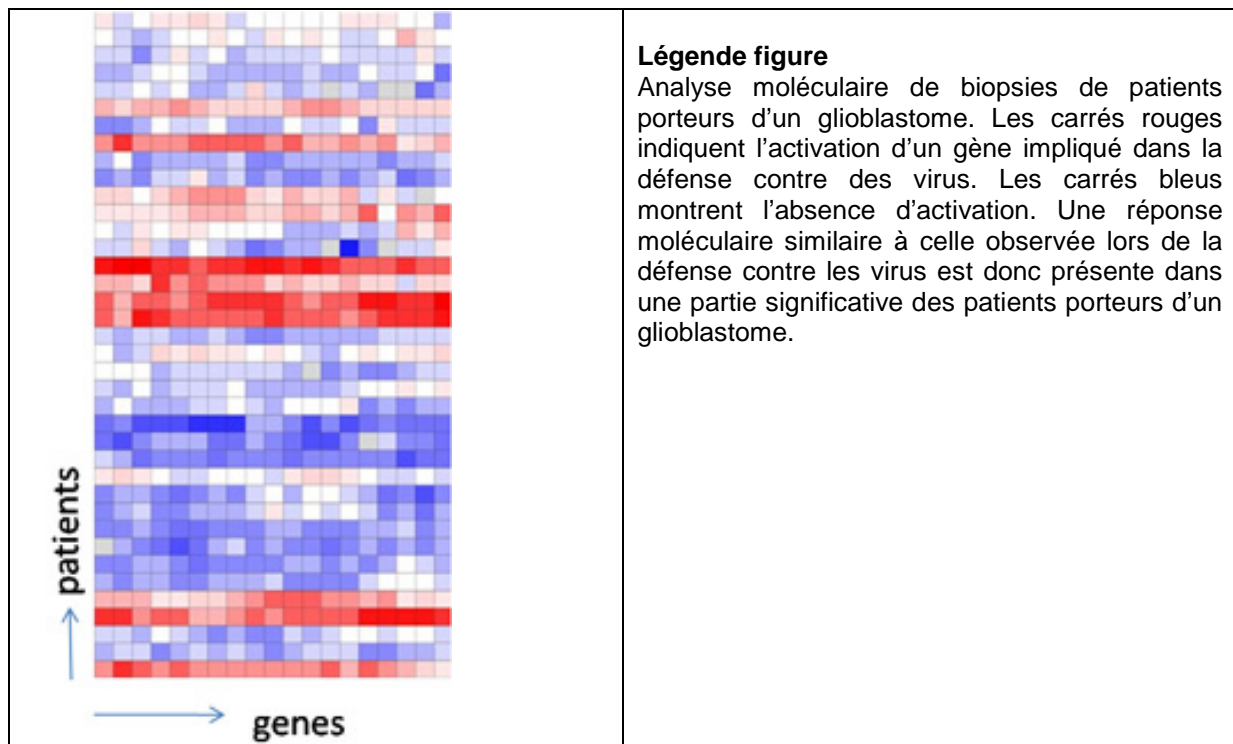 patients
genes
Légende figure
Analyse moléculaire de biopsies de patients
porteurs d’un glioblastome. Les carrés rouges
indiquent l’activation d’un gène impliqué dans la
défense contre des virus. Les carrés bleus
montrent l’absence d’activation. Une réponse
moléculaire similaire à celle observée lors de la
défense contre les virus est donc présente dans
une partie significative des patients porteurs d’un
glioblastome.